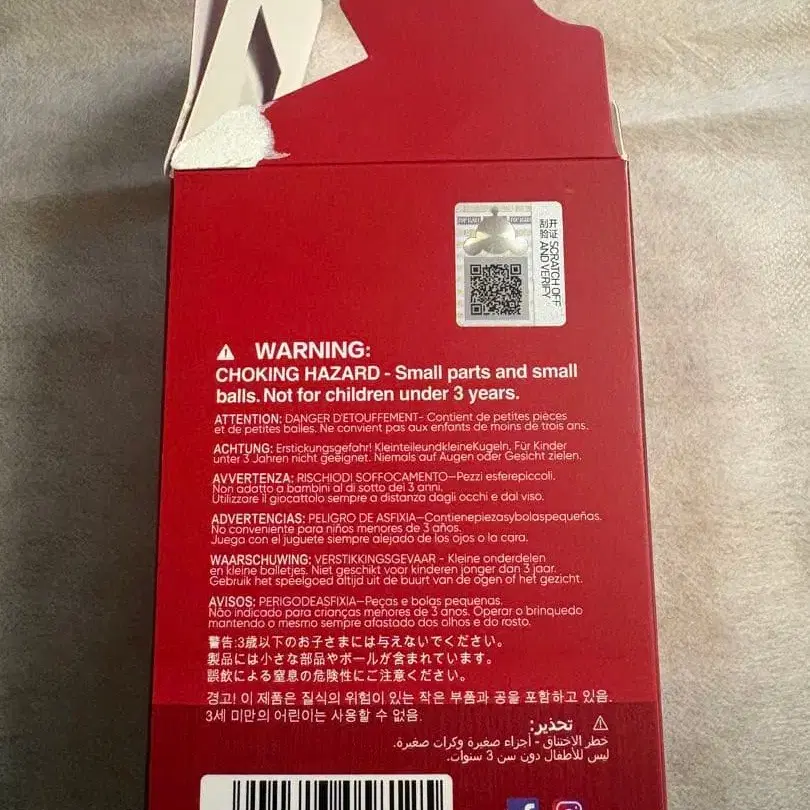 开 证 SCRATCH OFF
刮 验 AND VERIFY
WARNING:
CHOKING HAZARD - Small parts and small
balls. Not for children under 3 years.
ATTENTION: DANGER D'ETOUFFEMENT- Contient de petites pièces
et de petites balles. Ne convient pas aux enfants de moins de trois ans.
ACHTUNG: Erstickungsgefahr! KleinteileundkleineKugeln. Für Kinder
unter 3 Jahren nicht geeignet. Niemals auf Augen oder Gesicht zielen.
AVVERTENZA: RISCHIODI SOFFOCAMENTO—Pezzi esferepiccoli.
Non adatto a bambini al di sotto dei 3 anni.
Utilizzare il giocattolo sempre a distanza dagli occhi e dal viso.
ADVERTENCIAS: PELIGRO DE ASFIXIA—Contienepiezasybolaspequeñas.
No conveniente para niños menores de 3 años.
Juega con el juguete siempre alejado de los ojo o la cara.
WAARSCHUWING: VERSTIKKINGSGEVAAR - Kleine onderdelen
en kleine balletjes. Niet geschikt voor kinderen jonger dan 3 jaar.
Gebruik het speelgoed altijd uit de buurt van de ogen of het gezicht.
AVISOS: PERIGODEASFIXIA—Peças e bolas pequenas.
Não indicado para crianças menores de 3 anos. Operar o brinquedo
mantendo o mesmo sempre afastado dos olhos e do rosto.
警告:3歳以下のお子さまには与えないでください。
製品には小さな部品やボールが含まれています。
誤飲による窒息の危険性にご注意ください。
경고! 이 제품은 질식의 위험이 있는 작은 부품과 공을 포함하고 있음.
3세 미만의 어린이는 사용할 수 없음.
تحذير:
خطر الاختناق - أجزاء صغيرة وكرات صغيرة.
ليس للأطفال دون سن 3 سنوات.